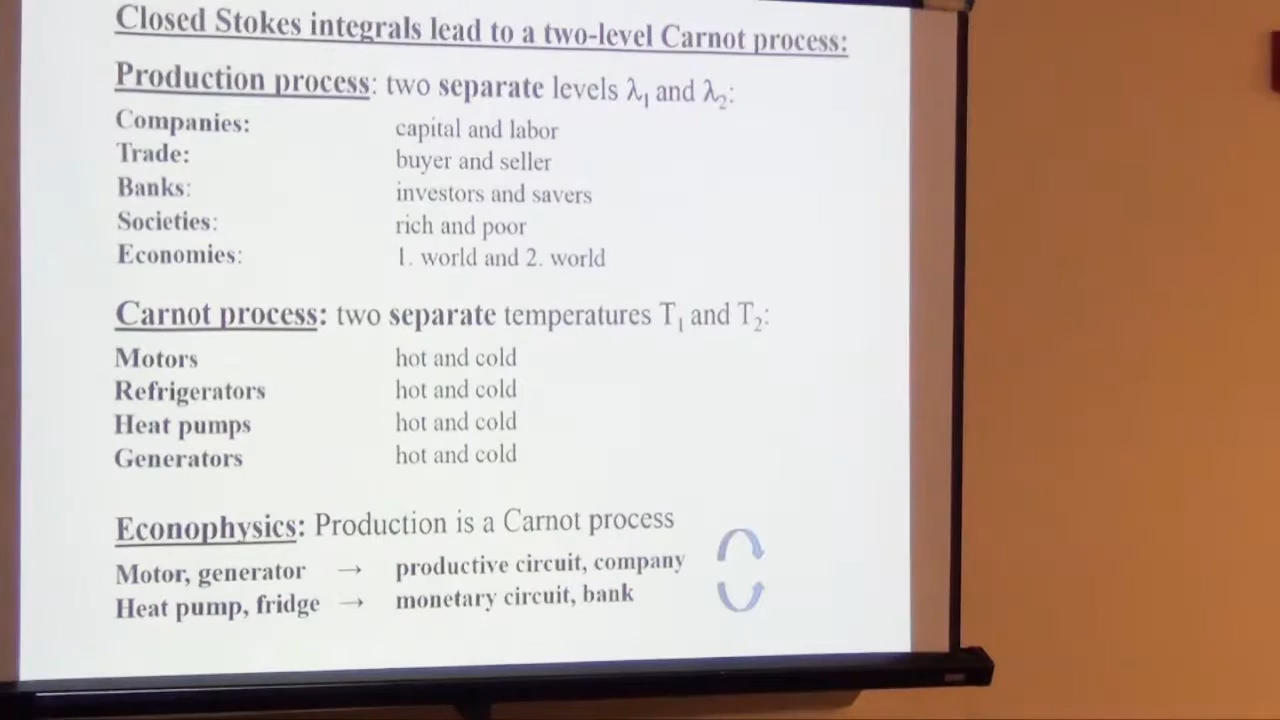 Closed Stokes integrals lead to a two-level Carnot process:
Production process: two separate levels λ₁ and λ₂:
Companies: capital and labor
Trade: buyer and seller
Banks: investors and savers
Societies: rich and poor
Economies: 1. world and 2. world
Carnot process: two separate temperatures T₁ and T₂:
Motors hot and cold
Refrigerators hot and cold
Heat pumps hot and cold
Generators hot and cold
Econophysics: Production is a Carnot process
Motor, generator → productive circuit, company
Heat pump, fridge → monetary circuit, bank